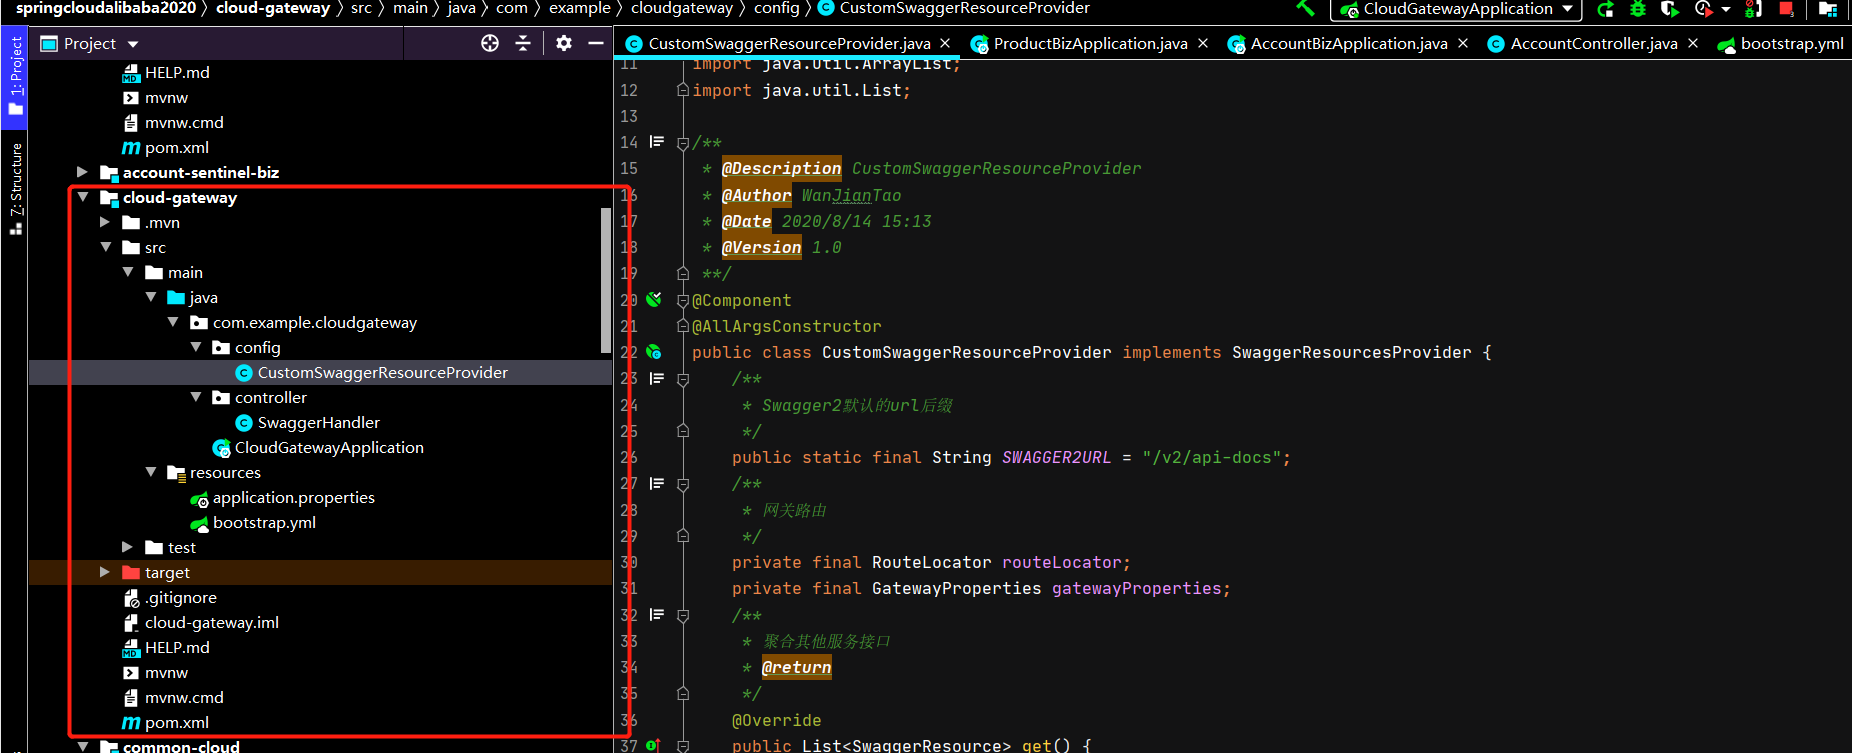 springcloudalibaba2020 〉 cloud-gateway 〉 src 〉 main 〉 java 〉 com 〉 example 〉 cloudgateway 〉 config 〉 CustomSwaggerResourceProvider
CloudGatewayApplication
1: Project
7: Structure
Project
HELP.md
mvnw
mvnw.cmd
pom.xml
account-sentinel-biz
cloud-gateway
.mvn
src
main
java
com.example.cloudgateway
config
CustomSwaggerResourceProvider
controller
SwaggerHandler
CloudGatewayApplication
resources
application.properties
bootstrap.yml
test
target
.gitignore
cloud-gateway.iml
HELP.md
mvnw
mvnw.cmd
pom.xml
common-cloud
CustomSwaggerResourceProvider.java × ProductBizApplication.java × AccountBizApplication.java × AccountController.java × bootstrap.yml
11 import java.util.ArrayList;
12 import java.util.List;
13
14 /**
15 * @Description CustomSwaggerResourceProvider
16 * @Author WanJianTao
17 * @Date 2020/8/14 15:13
18 * @Version 1.0
19 **/
20 @Component
21 @AllArgsConstructor
22 public class CustomSwaggerResourceProvider implements SwaggerResourcesProvider {
23 /**
24 * Swagger2默认的url后缀
25 */
26 public static final String SWAGGER2URL = "/v2/api-docs";
27 /**
28 * 网关路由
29 */
30 private final RouteLocator routeLocator;
31 private final GatewayProperties gatewayProperties;
32 /**
33 * 聚合其他服务接口
34 * @return
35 */
36 @Override
37 public List<SwaggerResource> get() {